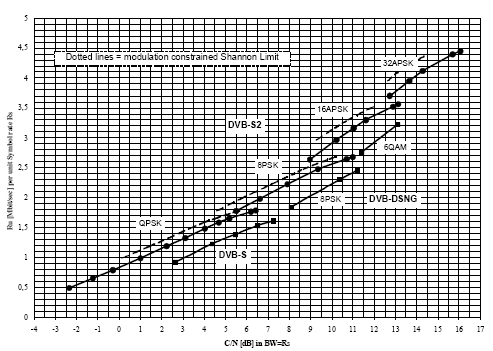 5
4,5
Dotted lines = modulation constrained Shannon Limit
32APSK
4
3,5
16APSK
DVB-S2
3
6QAM
2,5
8PSK
8PSK
DVB-DSNG
2
QPSK
1,5
DVB-S
1
0,5
0
-4 -3 -2 -1 0 1 2 3 4 5 6 7 8 9 10 11 12 13 14 15 16 17
C/N [dB] in BW=Rs
Ru [Mbit/sec] per unit Symbol rate Rs